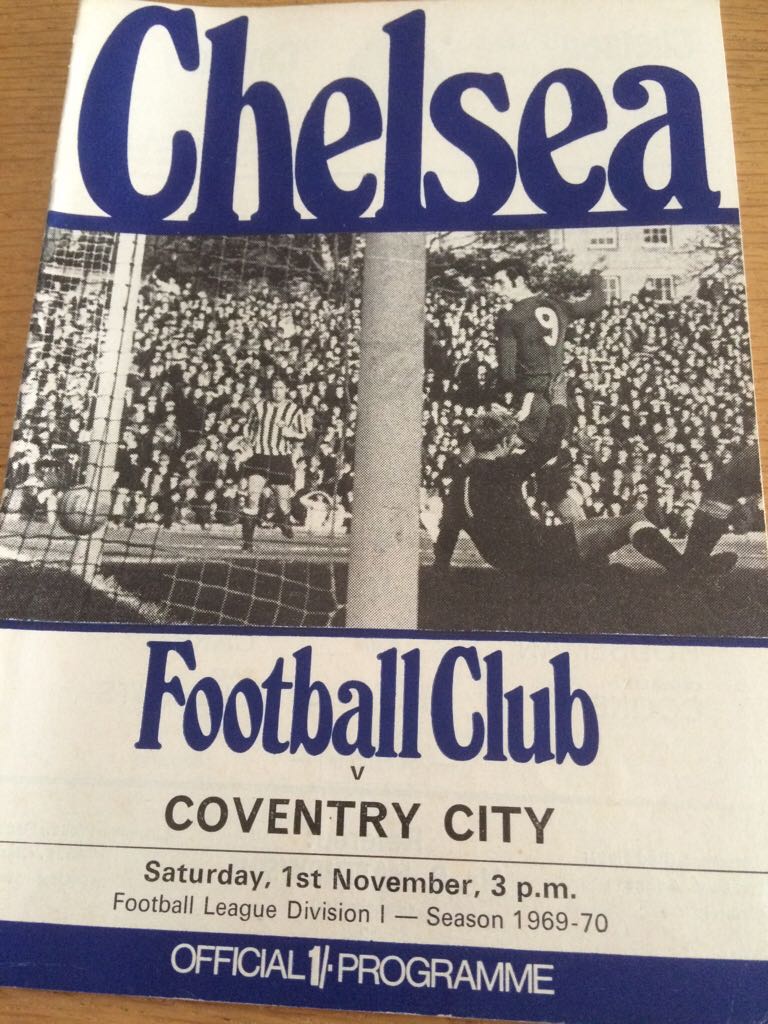 Chelsea
9
Football Club
v
COVENTRY CITY
Saturday, 1st November, 3 p.m.
Football League Division I — Season 1969-70
OFFICIAL 1/- PROGRAMME